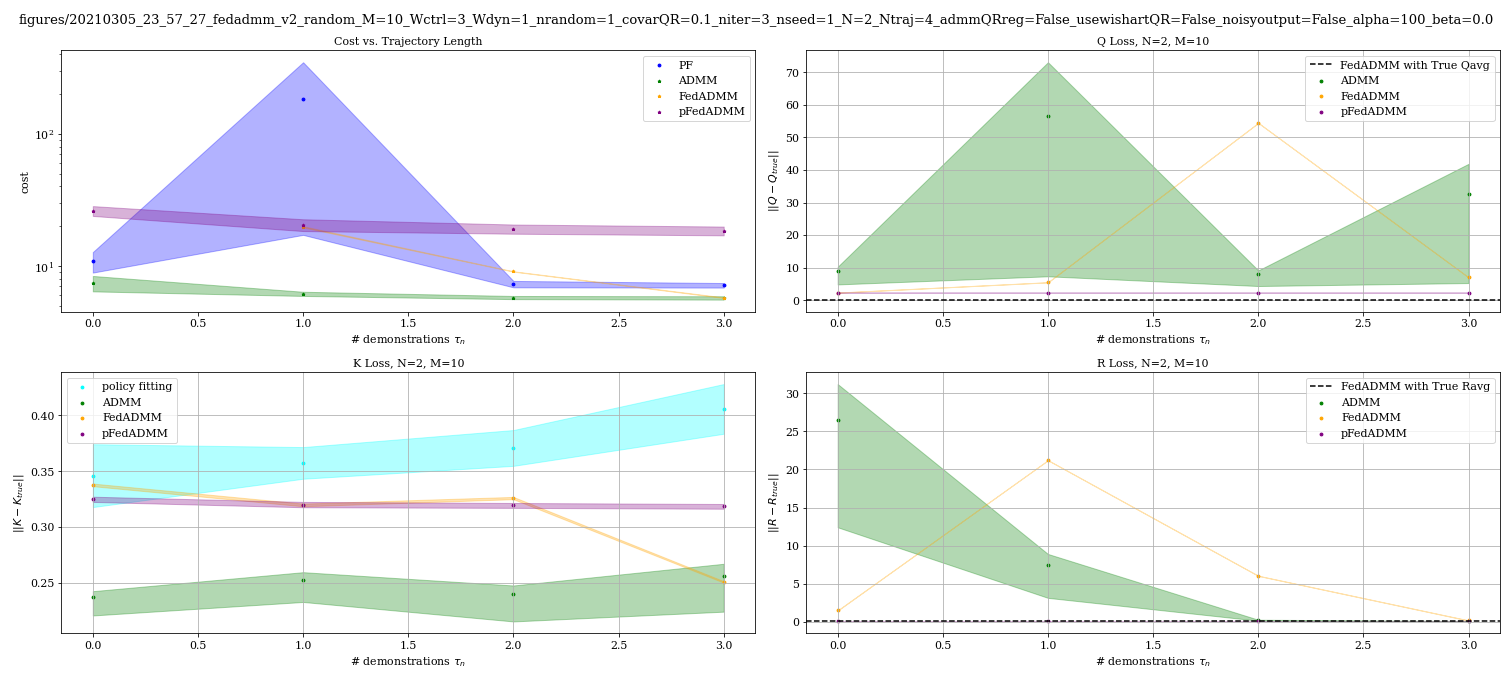 figures/20210305_23_57_27_fedadmm_v2_random_M=10_Wctrl=3_Wdyn=1_nrandom=1_covarQR=0.1_niter=3_nseed=1_N=2_Ntraj=4_admmQRreg=False_usewishartQR=False_noisyoutput=False_alpha=100_beta=0.0
Cost vs. Trajectory Length
PF
ADMM
FedADMM
pFedADMM
10²
10¹
cost
0.0 0.5 1.0 1.5 2.0 2.5 3.0
# demonstrations τₙ
Q Loss, N=2, M=10
FedADMM with True Qavg
ADMM
FedADMM
pFedADMM
70
60
50
40
30
20
10
0
||Q − Q_{true}||
0.0 0.5 1.0 1.5 2.0 2.5 3.0
# demonstrations τₙ
K Loss, N=2, M=10
policy fitting
ADMM
FedADMM
pFedADMM
0.40
0.35
0.30
0.25
||K − K_{true}||
0.0 0.5 1.0 1.5 2.0 2.5 3.0
# demonstrations τₙ
R Loss, N=2, M=10
FedADMM with True Ravg
ADMM
FedADMM
pFedADMM
30
25
20
15
10
5
0
||R − R_{true}||
0.0 0.5 1.0 1.5 2.0 2.5 3.0
# demonstrations τₙ